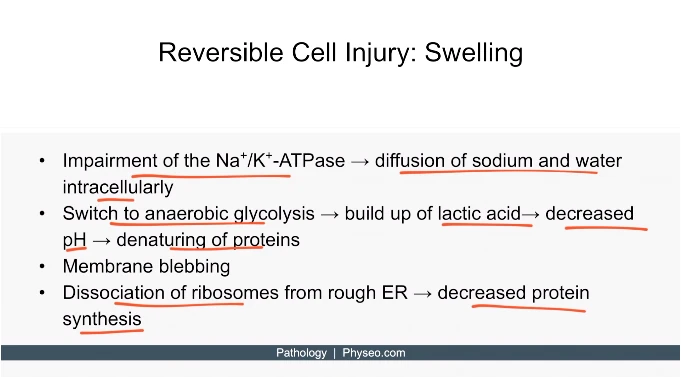 Reversible Cell Injury: Swelling
• Impairment of the Na⁺/K⁺-ATPase → diffusion of sodium and water
intracellularly
• Switch to anaerobic glycolysis → build up of lactic acid→ decreased
pH → denaturing of proteins
• Membrane blebbing
• Dissociation of ribosomes from rough ER → decreased protein
synthesis
Pathology | Physeo.com